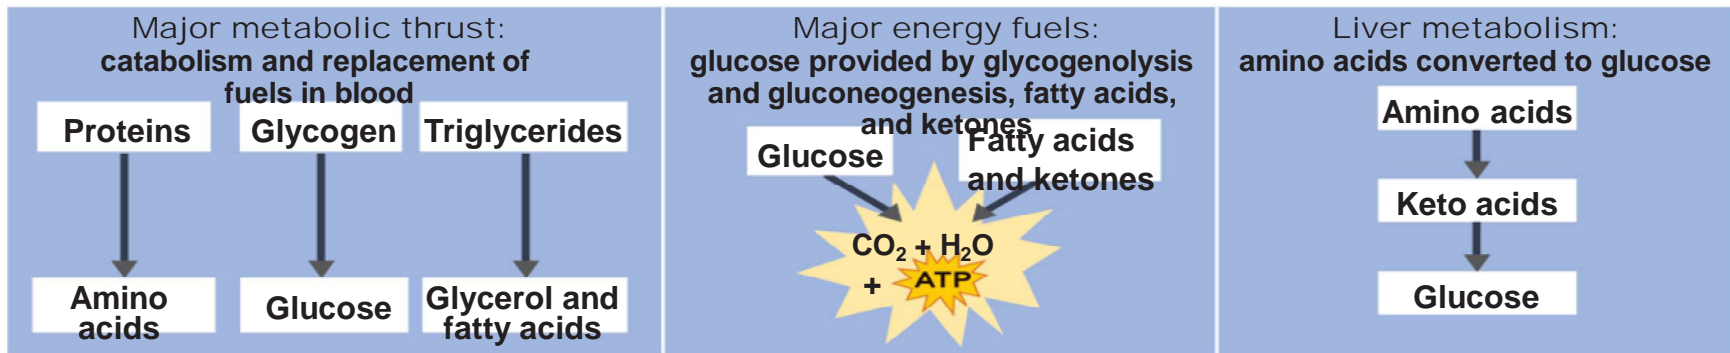 Major metabolic thrust:
catabolism and replacement of
fuels in blood
Proteins
Glycogen
Triglycerides
Amino
acids
Glucose
Glycerol and
fatty acids
Major energy fuels:
glucose provided by glycogenolysis
and gluconeogenesis, fatty acids,
and ketones
Glucose
Fatty acids
and ketones
CO₂ + H₂O
+ ATP
Liver metabolism:
amino acids converted to glucose
Amino acids
Keto acids
Glucose